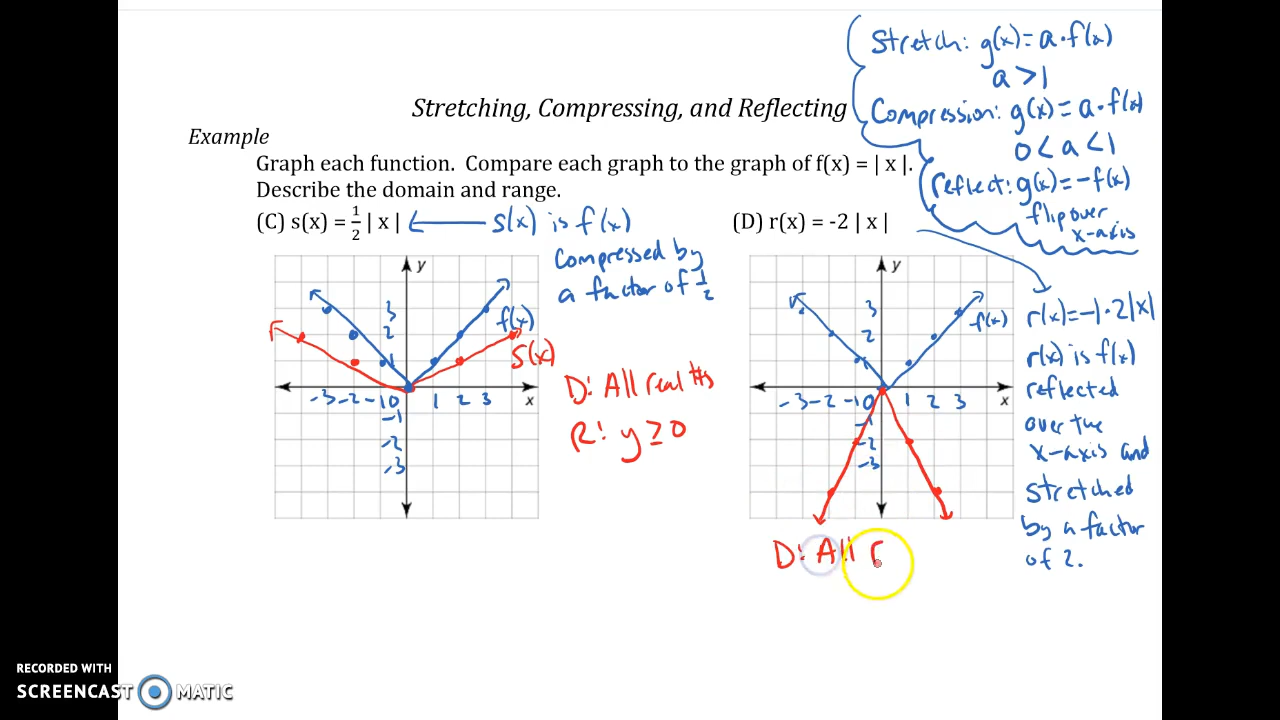 Stretching, Compressing, and Reflecting
Stretch: g(x)= a·f(x)
a > 1
Compression: g(x) = a·f(x)
0 < a < 1
reflect: g(x)= -f(x)
flip over
x-axis
Example
Graph each function. Compare each graph to the graph of f(x) = | x |.
Describe the domain and range.
(C) s(x) = 1/2 | x |
s(x) is f(x)
compressed by
a factor of 1/2
y
3
2
1
f(x)
s(x)
-3 -2 -1 0 1 2 3 x
-1
-2
-3
D: All real #s
R: y ≥ 0
(D) r(x) = -2 | x |
y
3
2
1
f(x)
-3 -2 -1 0 1 2 3 x
-1
-2
-3
r(x)= -1·2|x|
r(x) is f(x)
reflected
over the
x-axis and
stretched
by a factor
of 2.
D: All r
RECORDED WITH
SCREENCAST MATIC